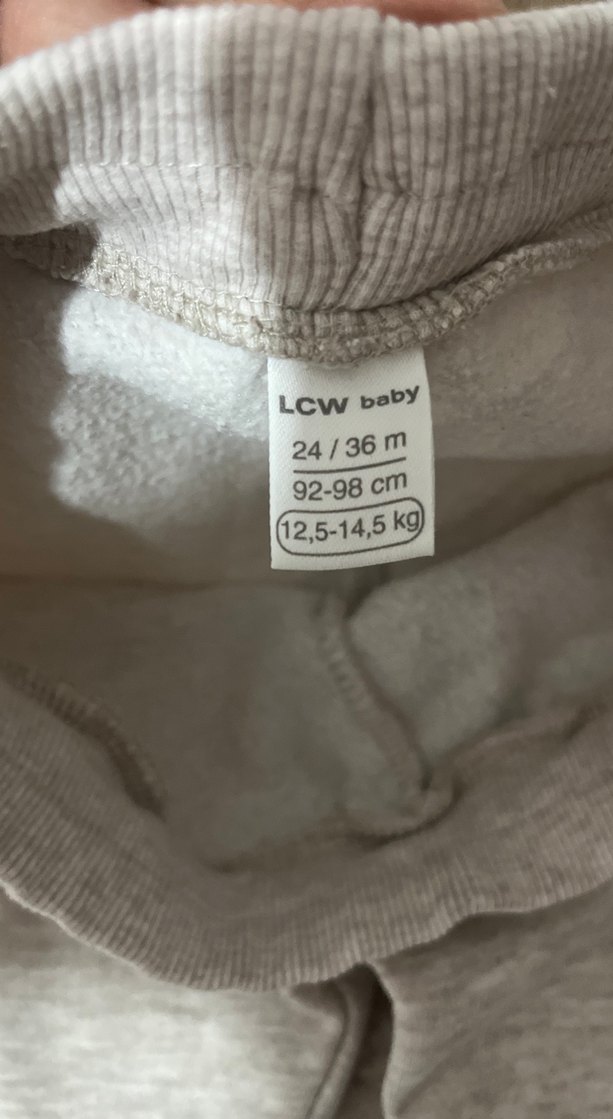 LCW baby
24 / 36 m
92-98 cm
12,5-14,5 kg